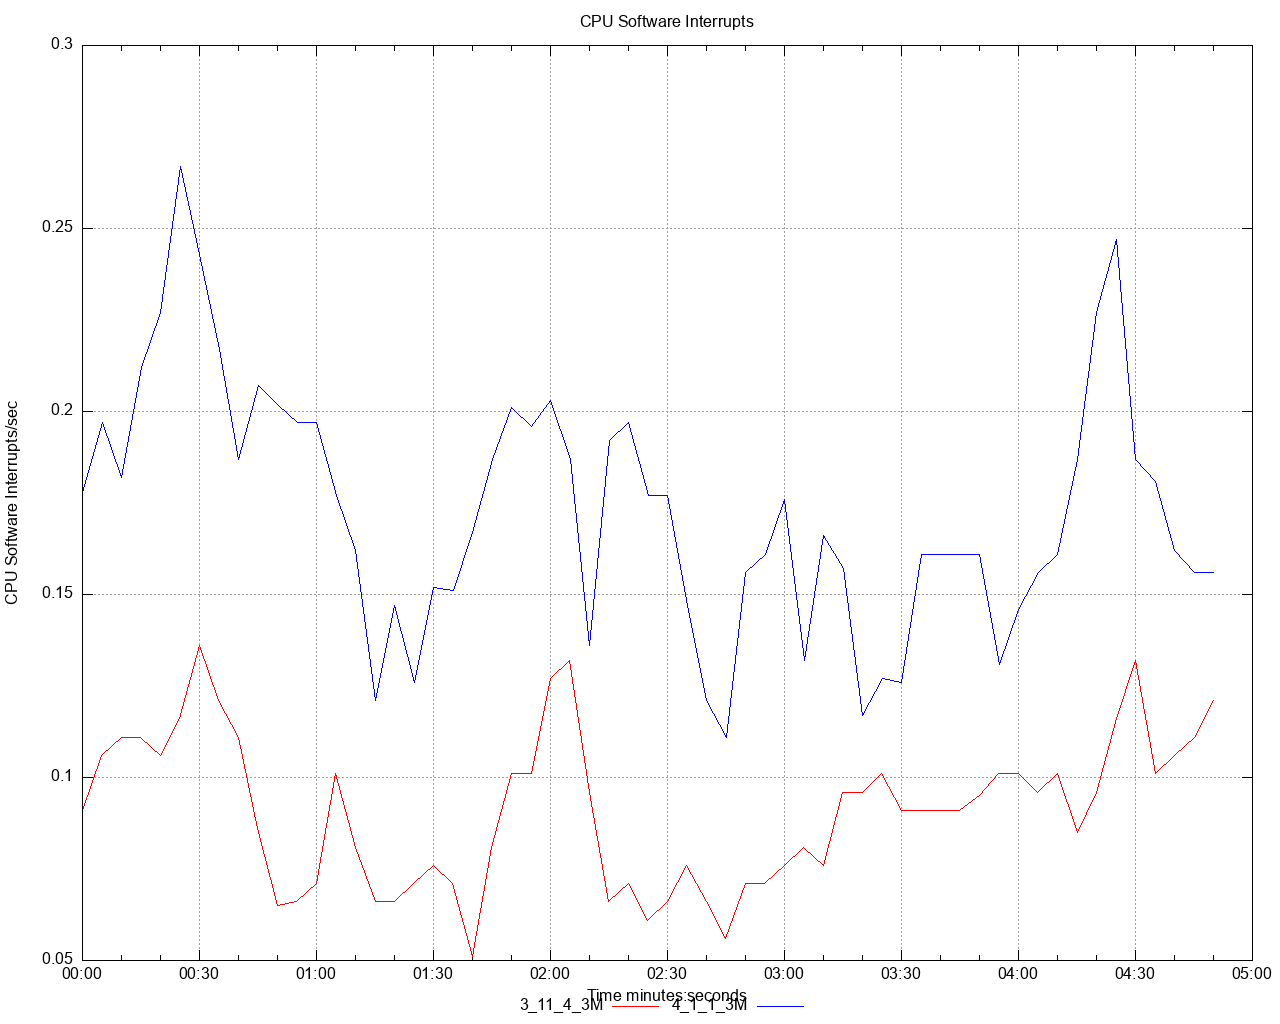 CPU Software Interrupts
0.3
0.25
0.2
0.15
0.1
0.05
CPU Software Interrupts/sec
00:00 00:30 01:00 01:30 02:00 02:30 03:00 03:30 04:00 04:30 05:00
Time minutes:seconds
3_11_4_3M 4_1_1_3M